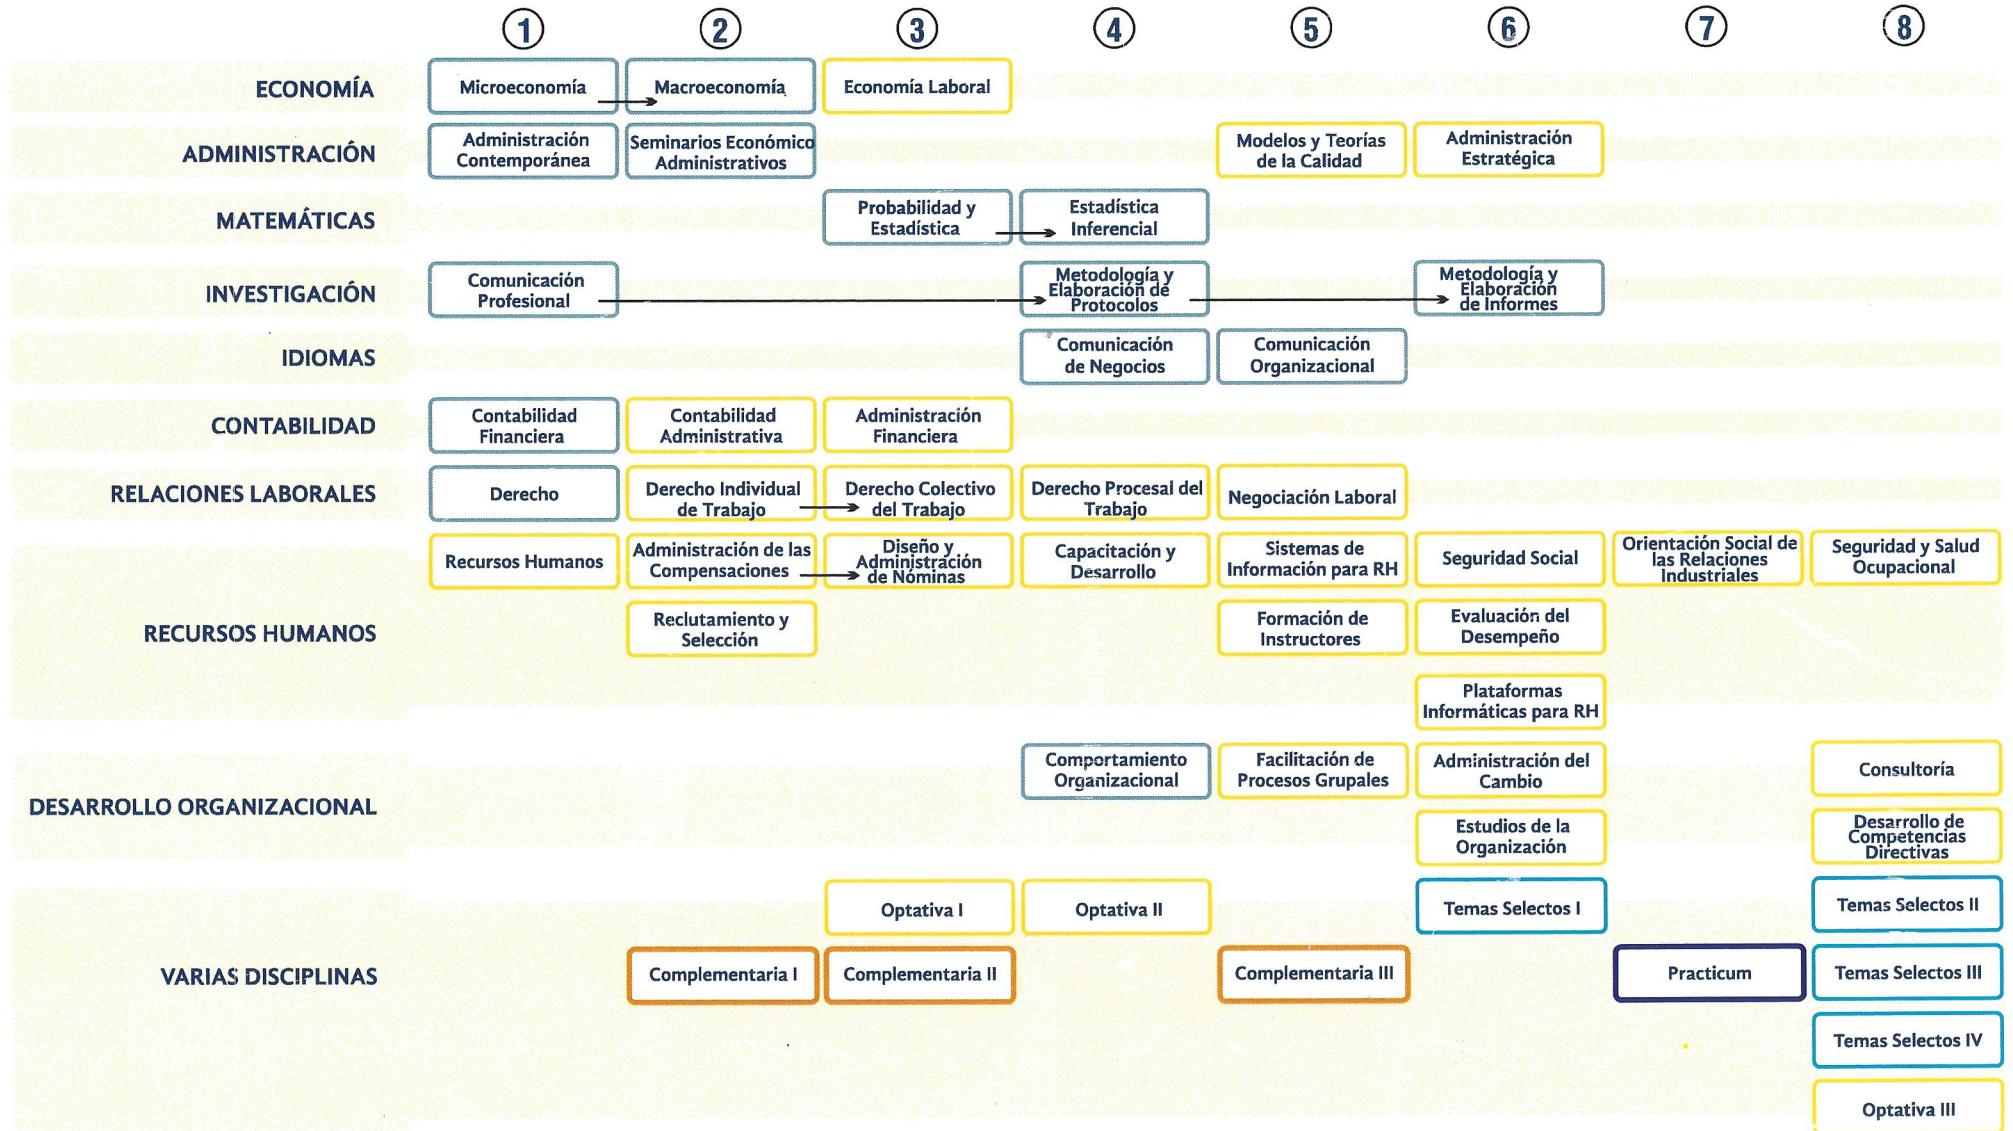 1 2 3 4 5 6 7 8
ECONOMÍA
Microeconomía
Macroeconomía
Economía Laboral
ADMINISTRACIÓN
Administración
Contemporánea
Seminarios Económico
Administrativos
Modelos y Teorías
de la Calidad
Administración
Estratégica
MATEMÁTICAS
Probabilidad y
Estadística
Estadística
Inferencial
INVESTIGACIÓN
Comunicación
Profesional
Metodología y
Elaboración de
Protocolos
Metodología y
Elaboración
de Informes
IDIOMAS
Comunicación
de Negocios
Comunicación
Organizacional
CONTABILIDAD
Contabilidad
Financiera
Contabilidad
Administrativa
Administración
Financiera
RELACIONES LABORALES
Derecho
Derecho Individual
de Trabajo
Derecho Colectivo
del Trabajo
Derecho Procesal del
Trabajo
Negociación Laboral
RECURSOS HUMANOS
Recursos Humanos
Administración de las
Compensaciones
Diseño y
Administración
de Nóminas
Capacitación y
Desarrollo
Sistemas de
Información para RH
Seguridad Social
Orientación Social de
las Relaciones
Industriales
Seguridad y Salud
Ocupacional
Reclutamiento y
Selección
Formación de
Instructores
Evaluación del
Desempeño
Plataformas
Informáticas para RH
DESARROLLO ORGANIZACIONAL
Comportamiento
Organizacional
Facilitación de
Procesos Grupales
Administración del
Cambio
Consultoría
Estudios de la
Organización
Desarrollo de
Competencias
Directivas
VARIAS DISCIPLINAS
Optativa I
Optativa II
Temas Selectos I
Temas Selectos II
Complementaria I
Complementaria II
Complementaria III
Practicum
Temas Selectos III
Temas Selectos IV
Optativa III